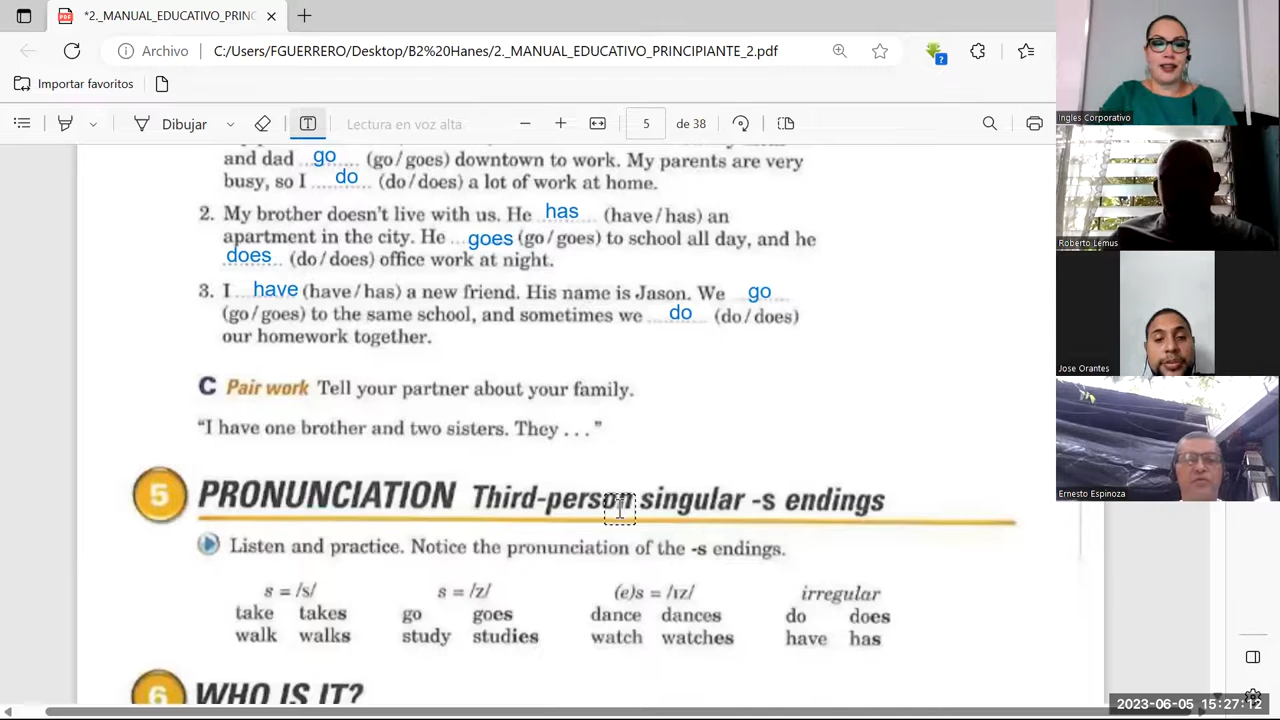 *2._MANUAL_EDUCATIVO_PRINC
Archivo C:/Users/FGUERRERO/Desktop/B2%20Hanes/2._MANUAL_EDUCATIVO_PRINCIPIANTE_2.pdf
Importar favoritos
Dibujar Lectura en voz alta 5 de 38
and dad go (go/goes) downtown to work. My parents are very
busy, so I do (do/does) a lot of work at home.
2. My brother doesn't live with us. He has (have/has) an
apartment in the city. He goes (go/goes) to school all day, and he
does (do/does) office work at night.
3. I have (have/has) a new friend. His name is Jason. We go
(go/goes) to the same school, and sometimes we do (do/does)
our homework together.
C Pair work Tell your partner about your family.
"I have one brother and two sisters. They . . . "
5 PRONUNCIATION Third-person singular -s endings
Listen and practice. Notice the pronunciation of the -s endings.
s = /s/ s = /z/ (e)s = /ɪz/ irregular
take takes go goes dance dances do does
walk walks study studies watch watches have has
6 WHO IS IT?
Ingles Corporativo
Roberto Lemus
Jose Orantes
Ernesto Espinoza
2023-06-05 15:27:12